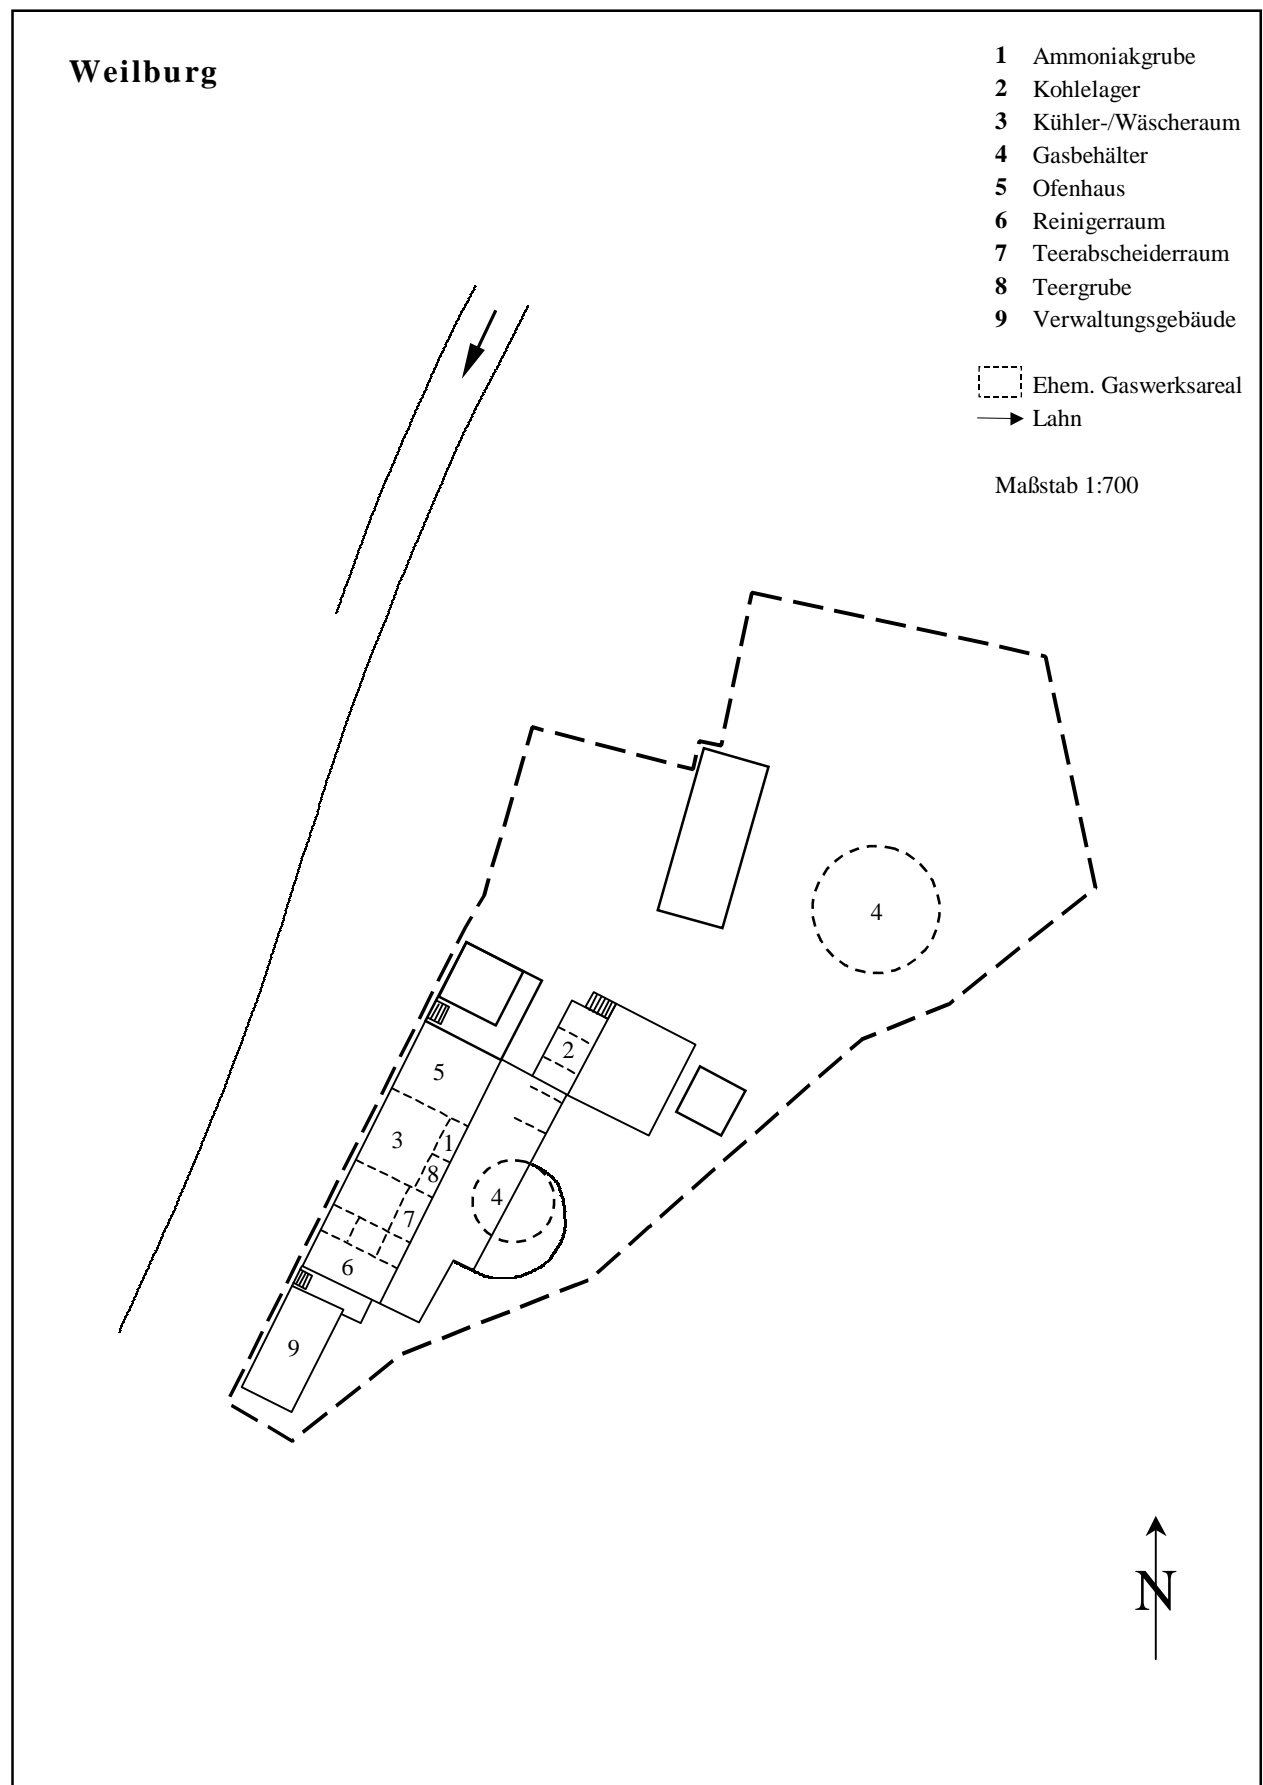 Weilburg
1 Ammoniakgrube
2 Kohlelager
3 Kühler-/Wäscheraum
4 Gasbehälter
5 Ofenhaus
6 Reinigerraum
7 Teerabscheiderraum
8 Teergrube
9 Verwaltungsgebäude
Ehem. Gaswerksareal
Lahn
Maßstab 1:700
4
2
5
3
1
8
4
7
6
9
N